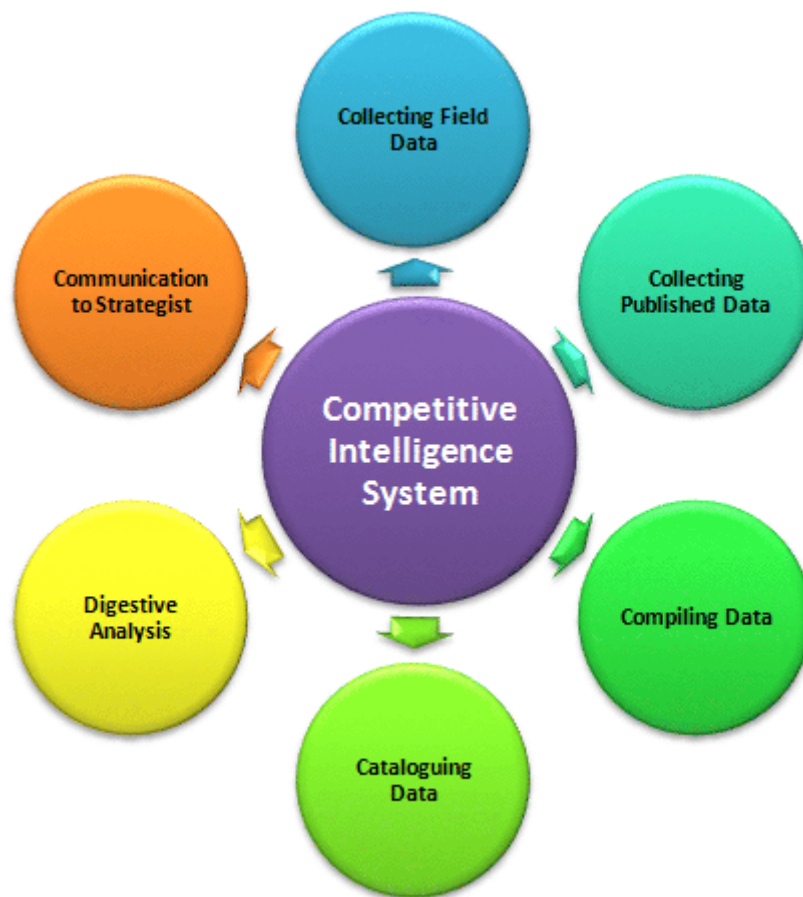 Collecting Field
Data
Communication
to Strategist
Collecting
Published Data
Competitive
Intelligence
System
Digestive
Analysis
Compiling Data
Cataloguing
Data